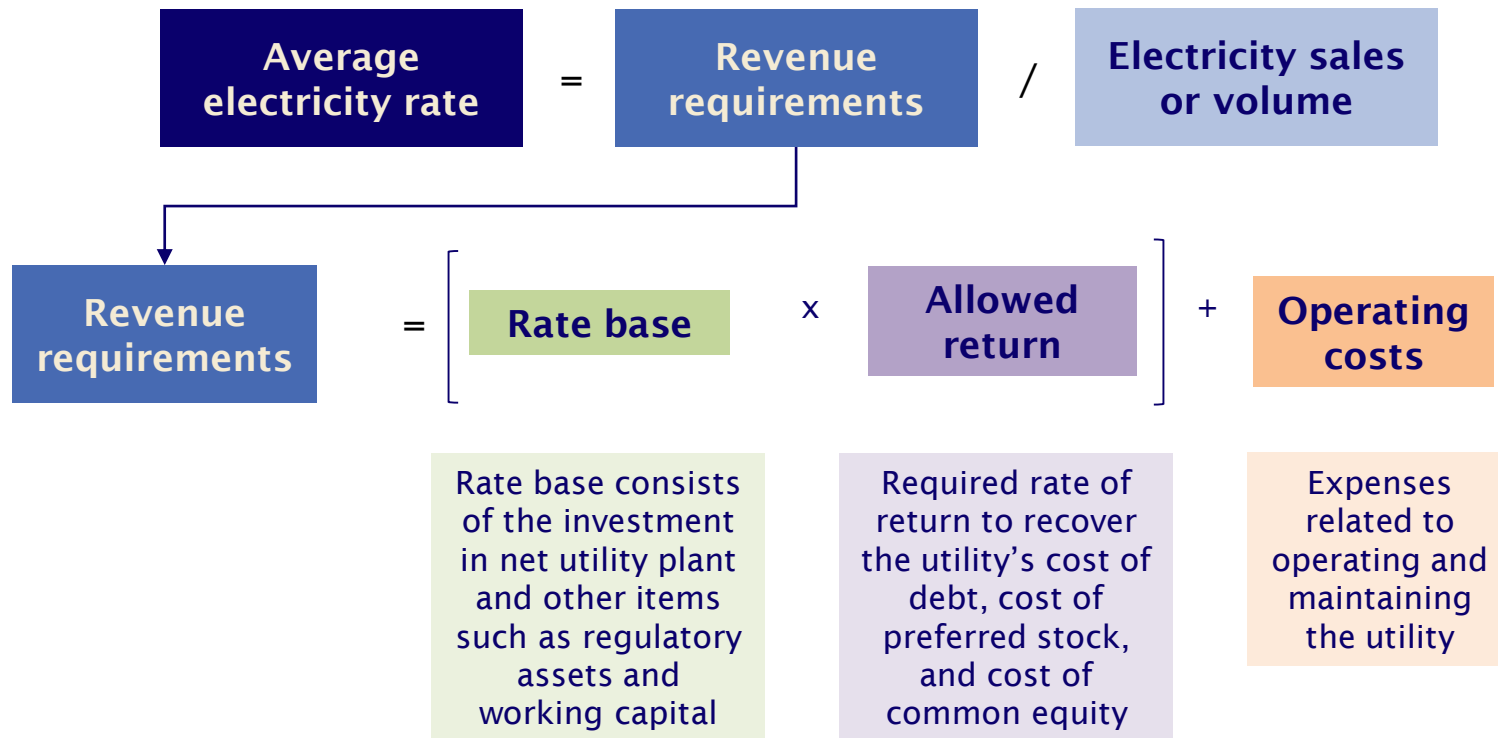 Average
electricity rate
=
Revenue
requirements
/
Electricity sales
or volume
Revenue
requirements
=
Rate base
x
Allowed
return
+
Operating
costs
Rate base consists
of the investment
in net utility plant
and other items
such as regulatory
assets and
working capital
Required rate of
return to recover
the utility’s cost of
debt, cost of
preferred stock,
and cost of
common equity
Expenses
related to
operating and
maintaining
the utility